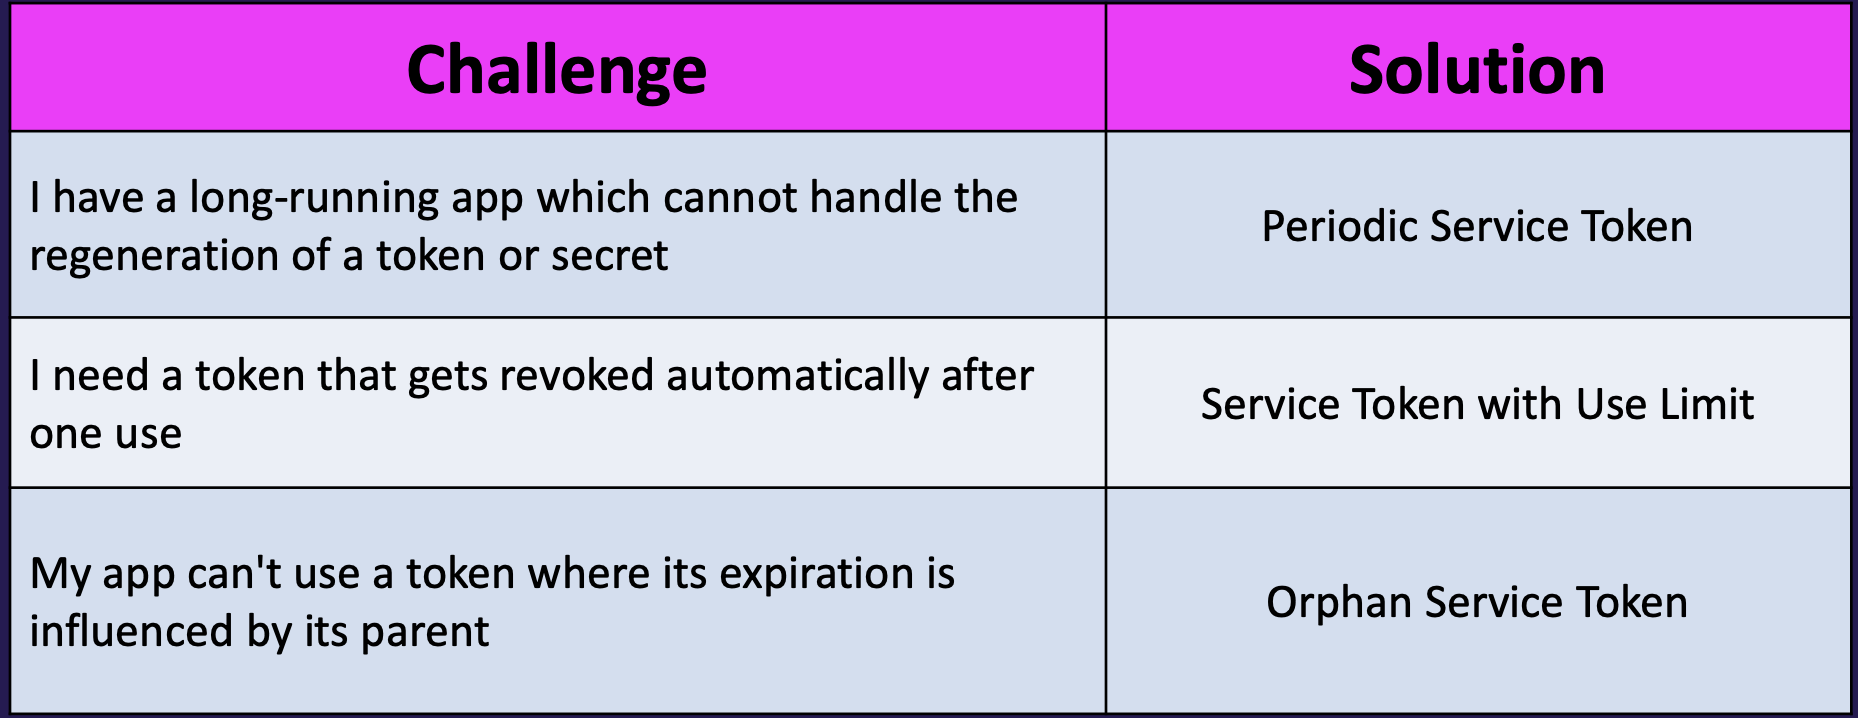 Challenge
Solution
I have a long-running app which cannot handle the
regeneration of a token or secret
Periodic Service Token
I need a token that gets revoked automatically after
one use
Service Token with Use Limit
My app can't use a token where its expiration is
influenced by its parent
Orphan Service Token